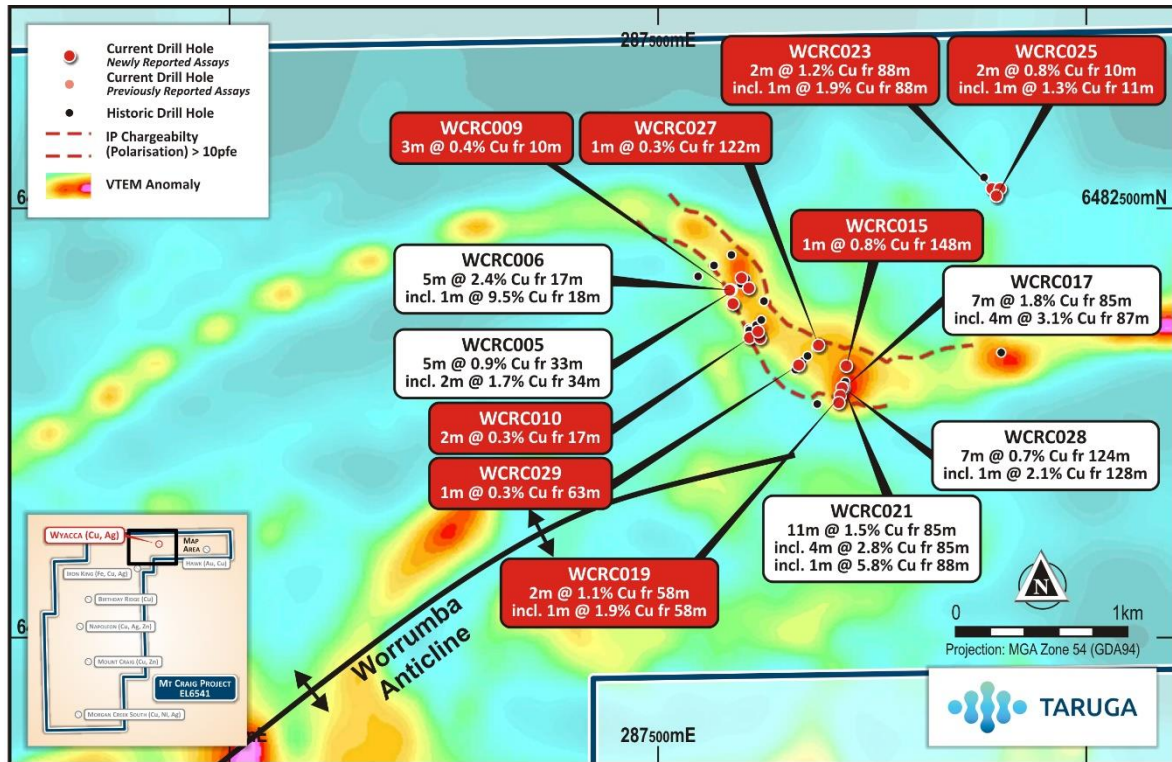 Current Drill Hole
Newly Reported Assays
Current Drill Hole
Previously Reported Assays
Historic Drill Hole
IP Chargeabilty
(Polarisation) > 10pfe
VTEM Anomaly
287500mE
WCRC023
2m @ 1.2% Cu fr 88m
incl. 1m @ 1.9% Cu fr 88m
WCRC025
2m @ 0.8% Cu fr 10m
incl. 1m @ 1.3% Cu fr 11m
WCRC009
3m @ 0.4% Cu fr 10m
WCRC027
1m @ 0.3% Cu fr 122m
6482500mN
WCRC015
1m @ 0.8% Cu fr 148m
WCRC006
5m @ 2.4% Cu fr 17m
incl. 1m @ 9.5% Cu fr 18m
WCRC017
7m @ 1.8% Cu fr 85m
incl. 4m @ 3.1% Cu fr 87m
WCRC005
5m @ 0.9% Cu fr 33m
incl. 2m @ 1.7% Cu fr 34m
WCRC010
2m @ 0.3% Cu fr 17m
WCRC029
1m @ 0.3% Cu fr 63m
WCRC028
7m @ 0.7% Cu fr 124m
incl. 1m @ 2.1% Cu fr 128m
WCRC021
11m @ 1.5% Cu fr 85m
incl. 4m @ 2.8% Cu fr 85m
incl. 1m @ 5.8% Cu fr 88m
WCRC019
2m @ 1.1% Cu fr 58m
incl. 1m @ 1.9% Cu fr 58m
Worrumba
Anticline
N
0 1km
Projection: MGA Zone 54 (GDA94)
TARUGA
287500mE
WYACCA (CU, AG)
MAP
AREA
HAWK (AU, CU)
IRON KING (FE, CU, AG)
BIRTHDAY RIDGE (CU)
NAPOLEON (CU, AG, ZN)
MOUNT CRAIG (CU, ZN)
MT CRAIG PROJECT
EL6541
MORGAN CREEK SOUTH (CU, NI, AG)